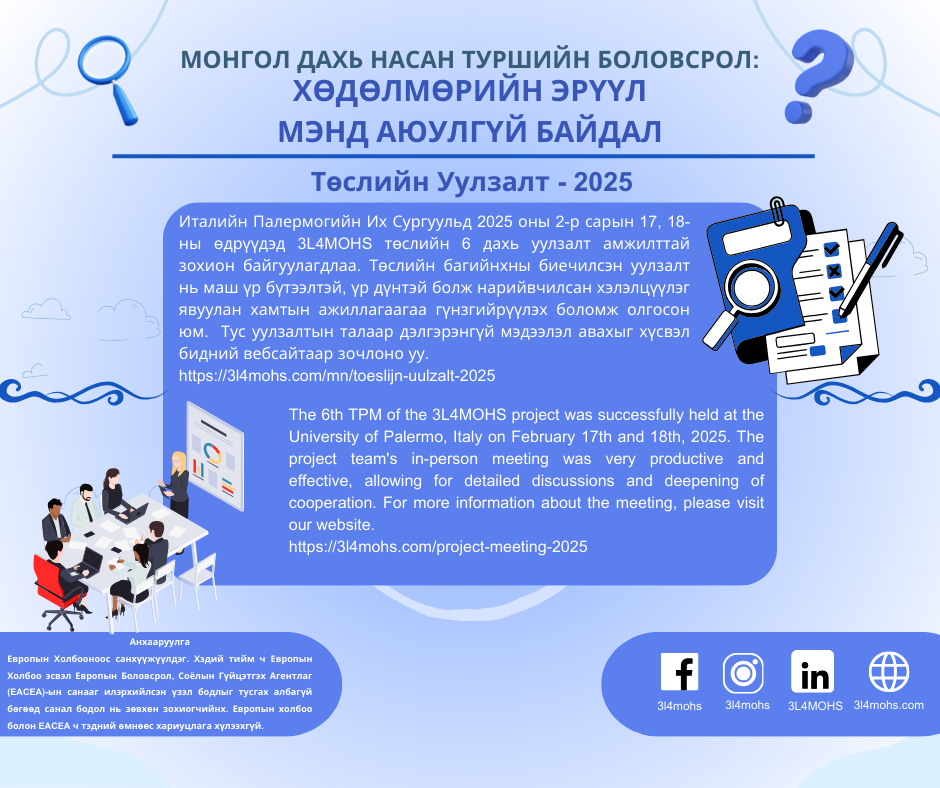 МОНГОЛ ДАХЬ НАСАН ТУРШИЙН БОЛОВСРОЛ:
ХӨДӨЛМӨРИЙН ЭРҮҮЛ
МЭНД АЮУЛГҮЙ БАЙДАЛ
Төслийн Уулзалт - 2025
Италийн Палермогийн Их Сургуульд 2025 оны 2-р сарын 17, 18-
ны өдрүүдэд 3L4MOHS төслийн 6 дахь уулзалт амжилттай
зохион байгуулагдлаа. Төслийн багийнхны биечилсэн уулзалт
нь маш үр бүтээлтэй, үр дүнтэй болж нарийвчилсан хэлэлцүүлэг
явуулан хамтын ажиллагаагаа гүнзгийрүүлэх боломж олгосон
юм. Тус уулзалтын талаар дэлгэрэнгүй мэдээлэл авахыг хүсвэл
бидний вебсайтаар зочлоно уу.
https://3l4mohs.com/mn/toeslijn-uulzalt-2025
The 6th TPM of the 3L4MOHS project was successfully held at the
University of Palermo, Italy on February 17th and 18th, 2025. The
project team's in-person meeting was very productive and
effective, allowing for detailed discussions and deepening of
cooperation. For more information about the meeting, please visit
our website.
https://3l4mohs.com/project-meeting-2025
Анхааруулга
Европын Холбооноос санхүүжүүлдэг. Хэдий тийм ч Европын
Холбоо эсвэл Европын Боловсрол, Соёлын Гүйцэтгэх Агентлаг
(EACEA)-ын санааг илэрхийлсэн үзэл бодлыг тусгах албагүй
бөгөөд санал бодол нь зөвхөн зохиогчийнх. Европын холбоо
болон EACEA ч тэдний өмнөөс хариуцлага хүлээхгүй.
3l4mohs
3l4mohs
3L4MOHS
3l4mohs.com